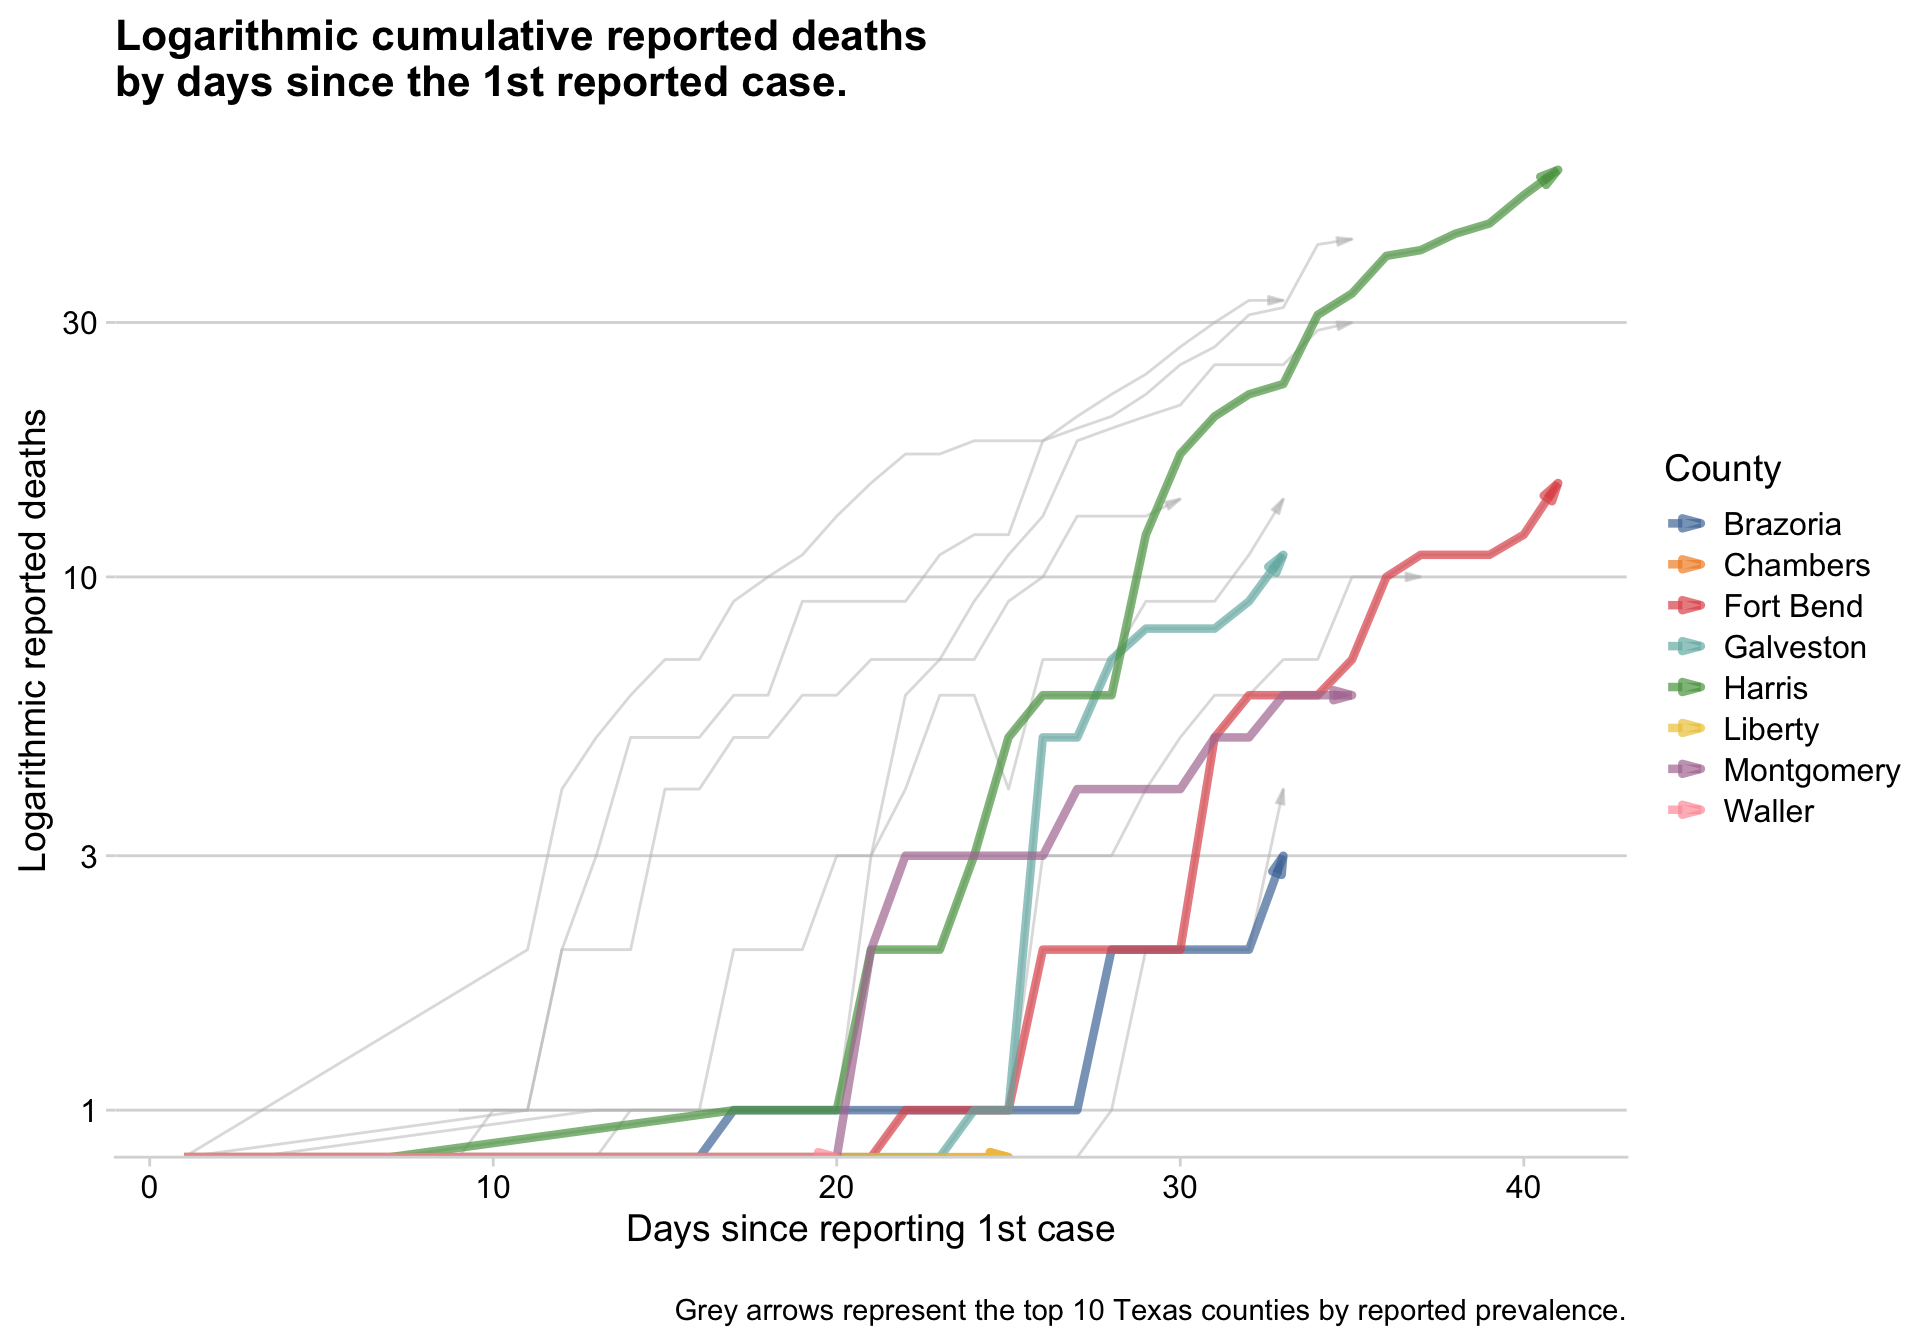 Logarithmic cumulative reported deaths
by days since the 1st reported case.
Logarithmic reported deaths
30
10
3
1
0
10
20
30
40
Days since reporting 1st case
County
Brazoria
Chambers
Fort Bend
Galveston
Harris
Liberty
Montgomery
Waller
Grey arrows represent the top 10 Texas counties by reported prevalence.